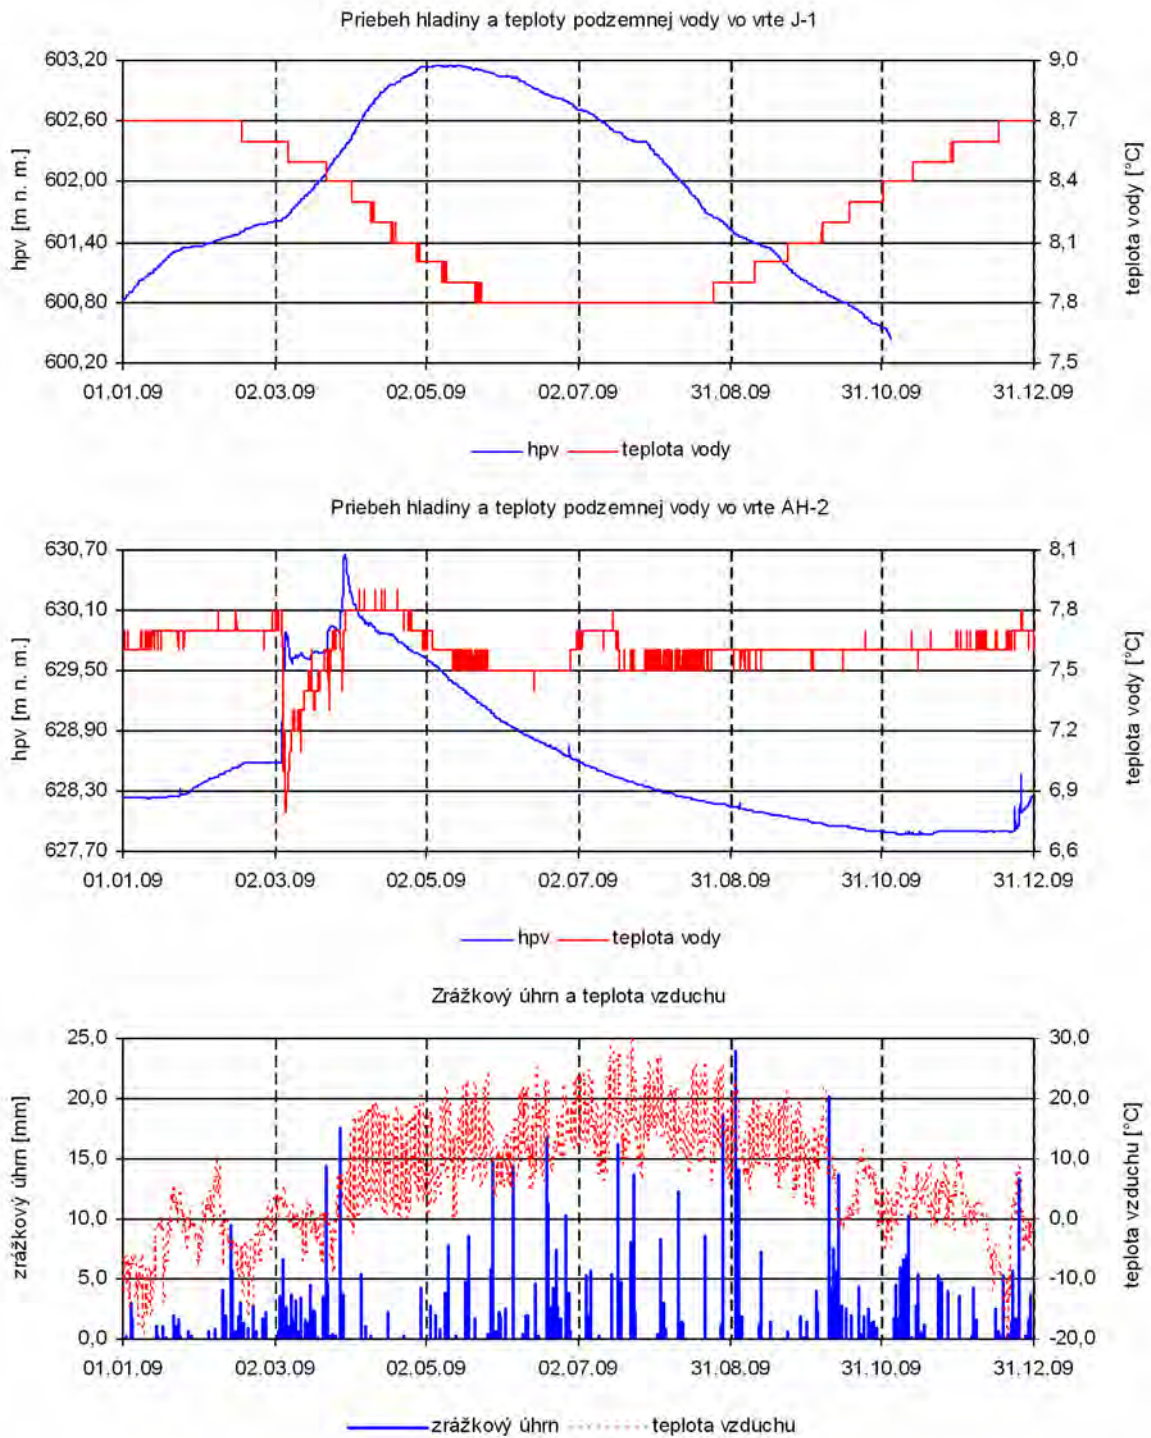 Priebeh hladiny a teploty podzemnej vody vo vrte J-1
603,20
602,60
602,00
601,40
600,80
600,20
hpv [m n. m.]
9,0
8,7
8,4
8,1
7,8
7,5
teplota vody [°C]
01.01.09 02.03.09 02.05.09 02.07.09 31.08.09 31.10.09 31.12.09
hpv teplota vody
Priebeh hladiny a teploty podzemnej vody vo vrte AH-2
630,70
630,10
629,50
628,90
628,30
627,70
hpv [m n. m.]
8,1
7,8
7,5
7,2
6,9
6,6
teplota vody [°C]
01.01.09 02.03.09 02.05.09 02.07.09 31.08.09 31.10.09 31.12.09
hpv teplota vody
Zrážkový úhrn a teplota vzduchu
25,0
20,0
15,0
10,0
5,0
0,0
zrážkový úhrn [mm]
30,0
20,0
10,0
0,0
-10,0
-20,0
teplota vzduchu [°C]
01.01.09 02.03.09 02.05.09 02.07.09 31.08.09 31.10.09 31.12.09
zrážkový úhrn teplota vzduchu